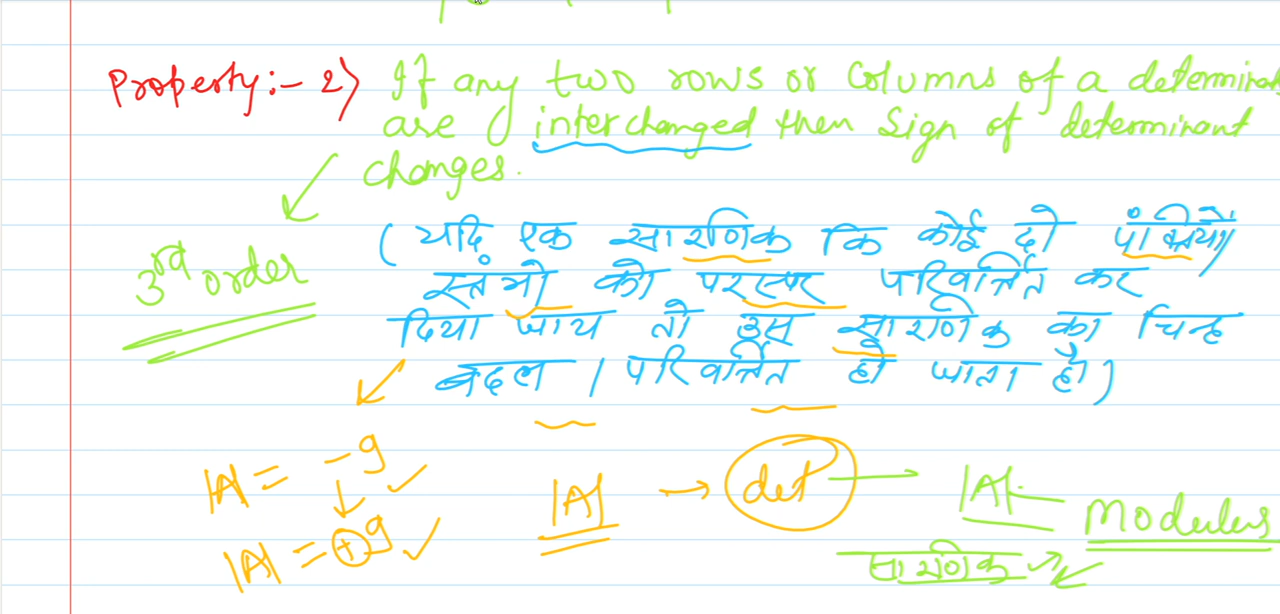 Property:- 2) If any two rows or Columns of a determinat
are interchanged then Sign of determinant
changes.
3rd order
( यदि एक सारणिक कि कोई दो पंक्तियों/
स्तंभो को परस्पर परिवर्तित कर
दिया जाय तो उस सारणिक का चिन्ह
बदल / परिवर्तित हो जाता है)
|A| = -9
|A| → det → |A| Modulus
|A| = +9
सारणिक